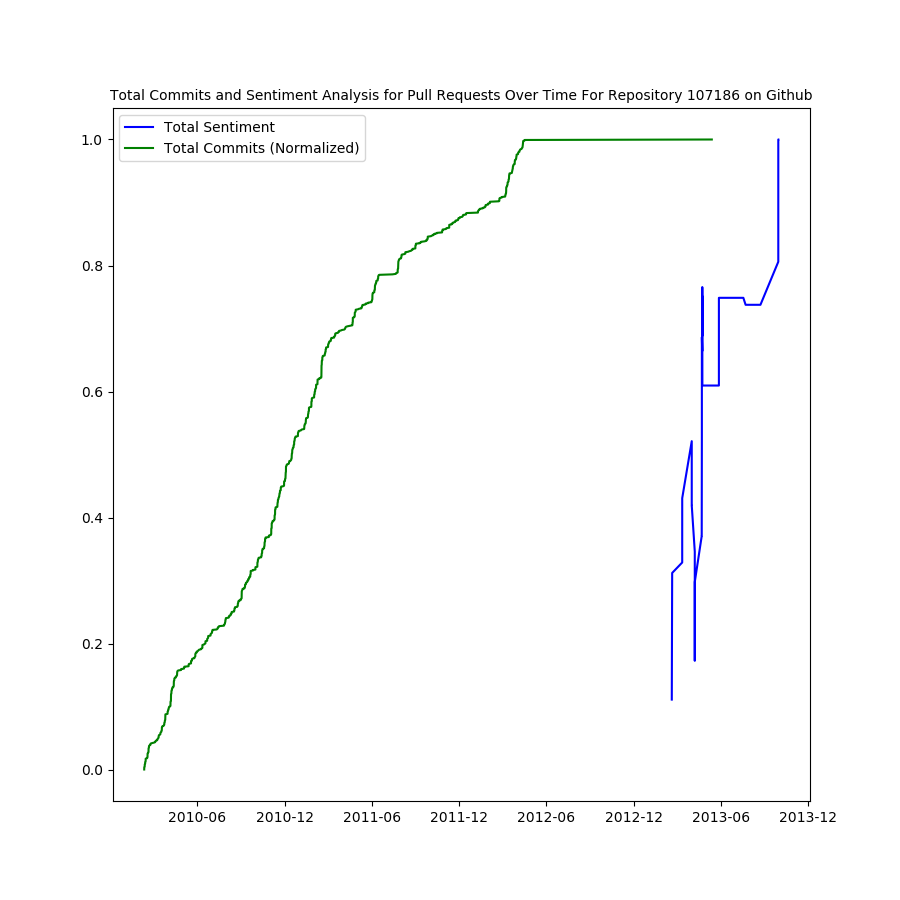 Total Commits and Sentiment Analysis for Pull Requests Over Time For Repository 107186 on Github
Total Sentiment
Total Commits (Normalized)
1.0
0.8
0.6
0.4
0.2
0.0
2010-06 2010-12 2011-06 2011-12 2012-06 2012-12 2013-06 2013-12